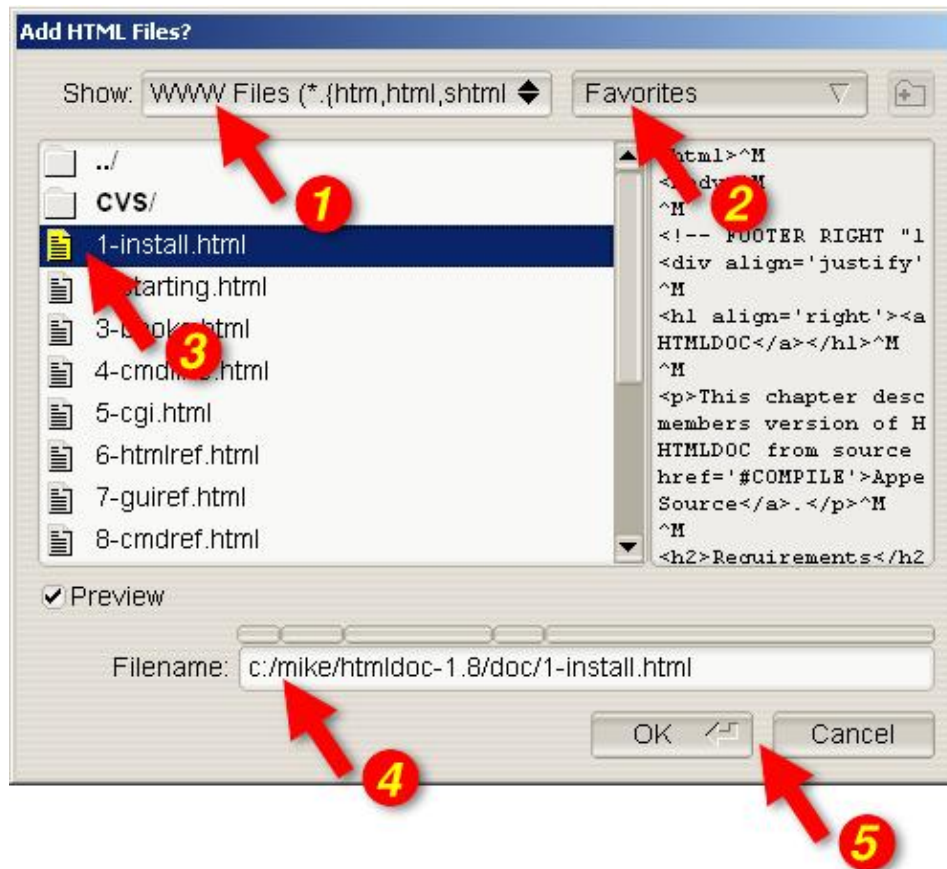 Add HTML Files?
Show: WWW Files (*.{htm,html,shtml
Favorites
1
2
../
CVS/
1-install.html
starting.html
3-books.html
4-cmdline.html
5-cgi.html
6-htmlref.html
7-guiref.html
8-cmdref.html
3
html>^M
^M
^M
<!-- FOOTER RIGHT "1
<div align='justify'
^M
<h1 align='right'><a
HTMLDOC</a></h1>^M
^M
<p>This chapter desc
members version of H
HTMLDOC from source
href='#COMPILE'>Appe
Source</a>.</p>^M
^M
<h2>Requirements</h2
Preview
Filename: c:/mike/htmldoc-1.8/doc/1-install.html
OK
Cancel
4
5